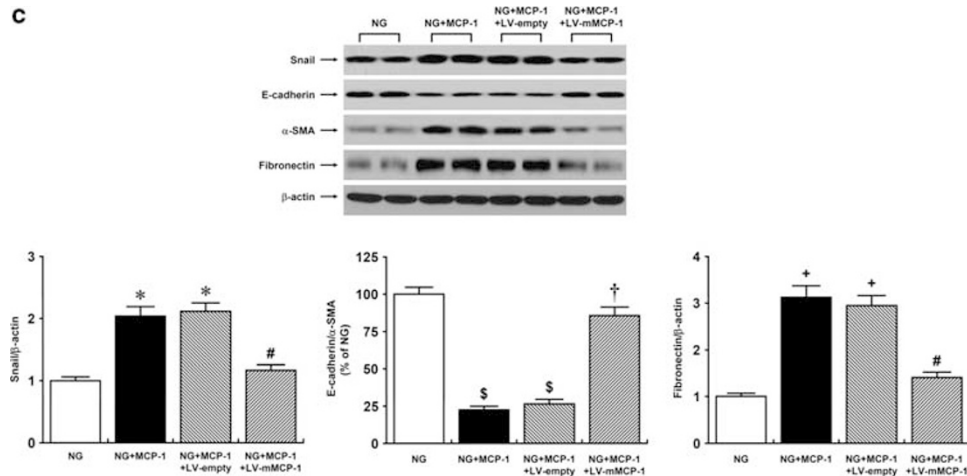 c
NG NG+MCP-1 NG+MCP-1 NG+MCP-1
+LV-empty +LV-mMCP-1
Snail
E-cadherin
α-SMA
Fibronectin
β-actin
Snail/β-actin
3
2
1
0
*
*
#
NG NG+MCP-1 NG+MCP-1 NG+MCP-1
+LV-empty +LV-mMCP-1
E-cadherin/α-SMA
(% of NG)
125
100
75
50
25
0
$
$
†
NG NG+MCP-1 NG+MCP-1 NG+MCP-1
+LV-empty +LV-mMCP-1
Fibronectin/β-actin
4
3
2
1
0
+
+
#
NG NG+MCP-1 NG+MCP-1 NG+MCP-1
+LV-empty +LV-mMCP-1